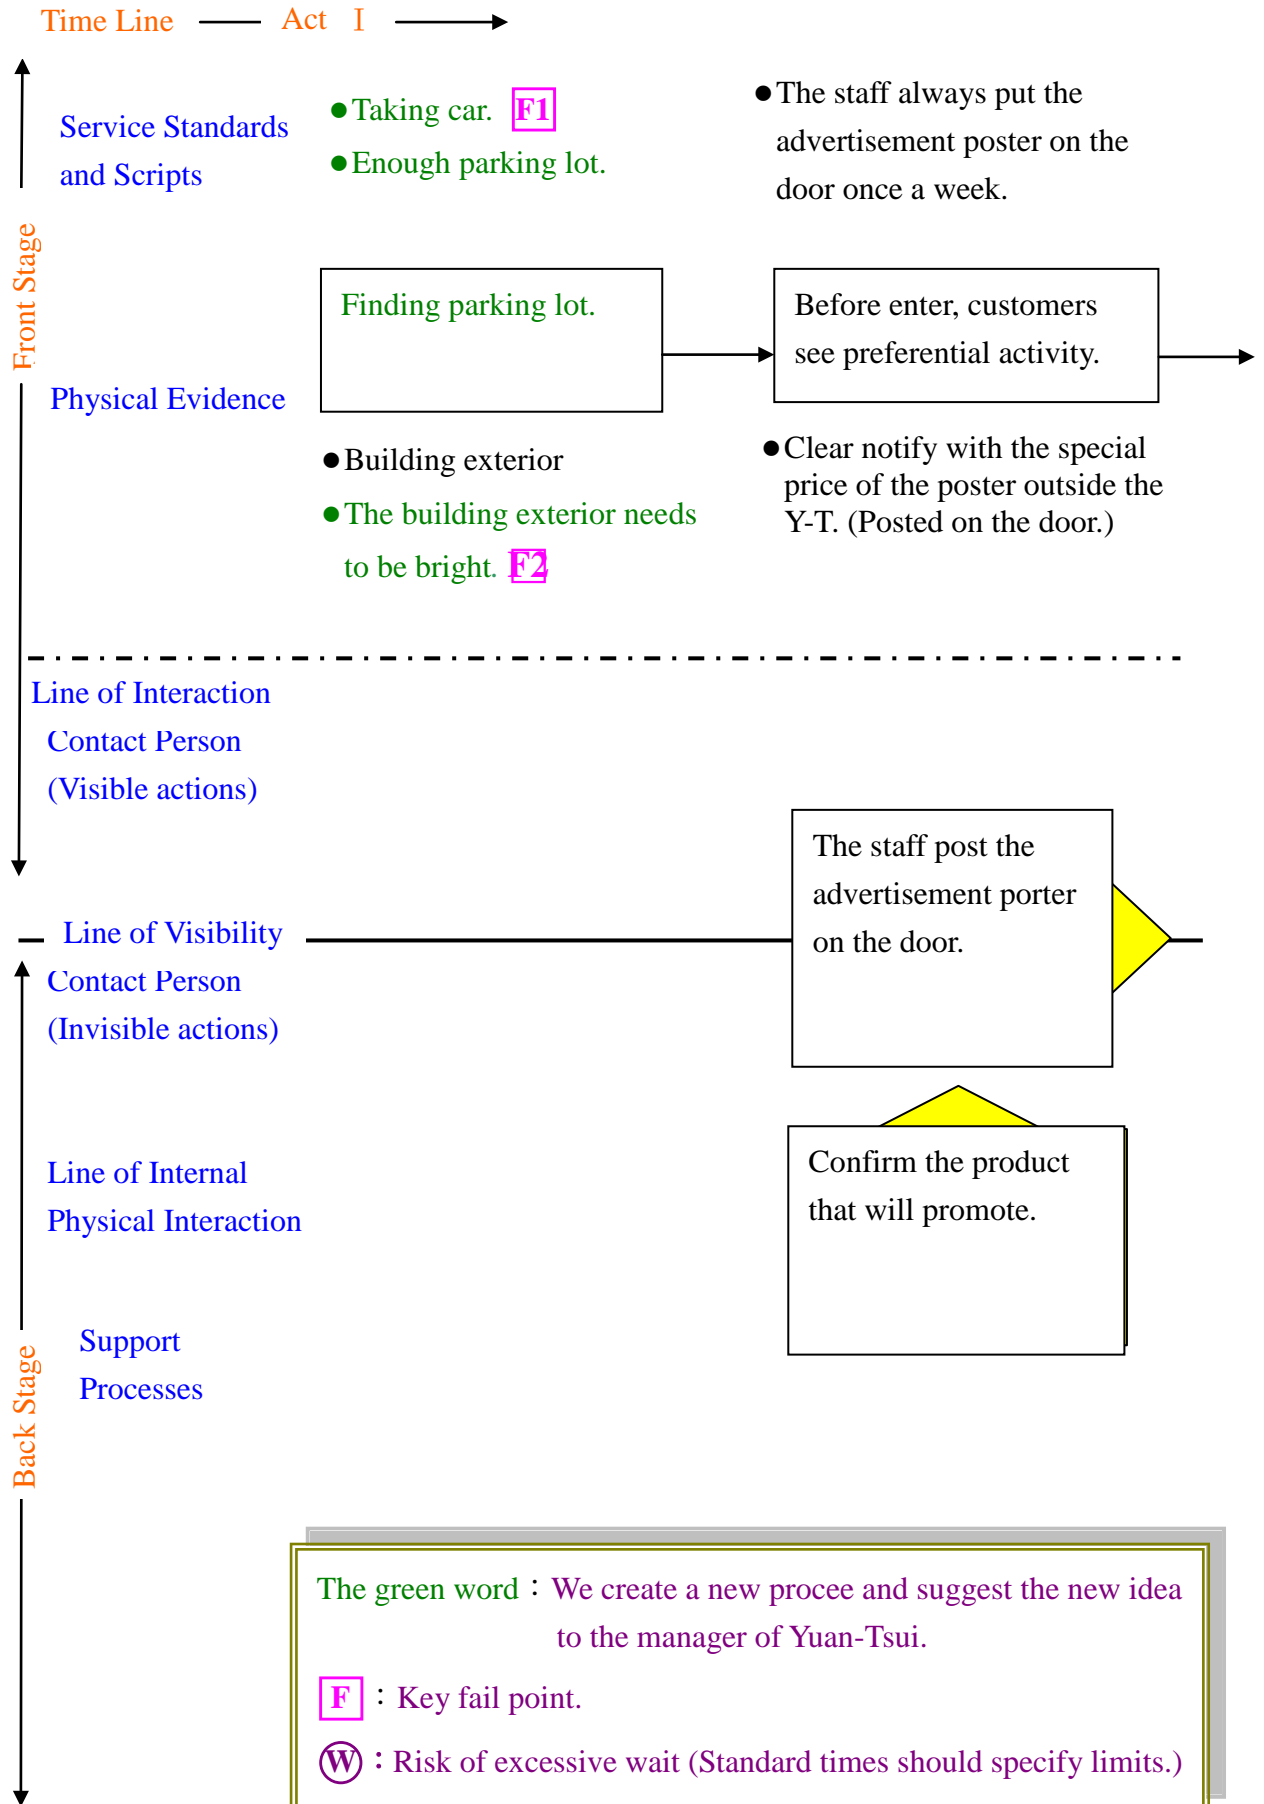 Time Line
Act I
Service Standards
and Scripts
●Taking car. F1
●Enough parking lot.
●The staff always put the
advertisement poster on the
door once a week.
Front Stage
Finding parking lot.
Before enter, customers
see preferential activity.
Physical Evidence
●Building exterior
●The building exterior needs
to be bright. F2
●Clear notify with the special
price of the poster outside the
Y-T. (Posted on the door.)
Line of Interaction
Contact Person
(Visible actions)
The staff post the
advertisement porter
on the door.
Line of Visibility
Contact Person
(Invisible actions)
Confirm the product
that will promote.
Line of Internal
Physical Interaction
Support
Processes
Back Stage
The green word：We create a new procee and suggest the new idea
to the manager of Yuan-Tsui.
F：Key fail point.
W：Risk of excessive wait (Standard times should specify limits.)